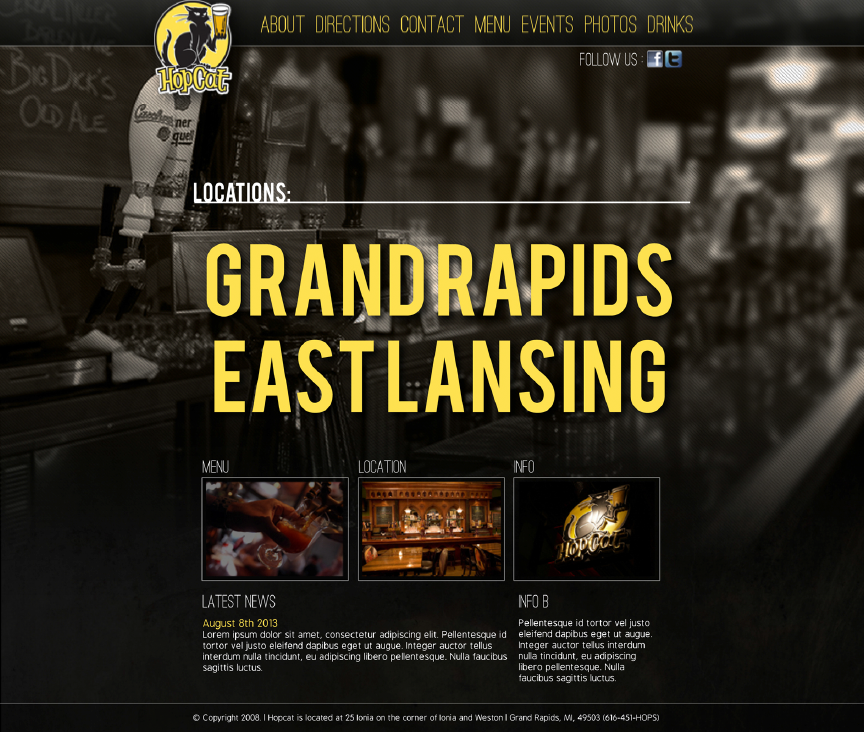 HopCat
ABOUT DIRECTIONS CONTACT MENU EVENTS PHOTOS DRINKS
FOLLOW US :
BIG DICK'S
OLD ALE
LOCATIONS:
GRAND RAPIDS
EAST LANSING
MENU LOCATION INFO
HOPCAT
LATEST NEWS
August 8th 2013
Lorem ipsum dolor sit amet, consectetur adipiscing elit. Pellentesque id
tortor vel justo eleifend dapibus eget ut augue. Integer auctor tellus
interdum nulla tincidunt, eu adipiscing libero pellentesque. Nulla faucibus
sagittis luctus.
INFO B
Pellentesque id tortor vel justo
eleifend dapibus eget ut augue.
Integer auctor tellus interdum
nulla tincidunt, eu adipiscing
libero pellentesque. Nulla
faucibus sagittis luctus.
© Copyright 2008. | Hopcat is located at 25 Ionia on the corner of Ionia and Weston | Grand Rapids, MI, 49503 (616-451-HOPS)